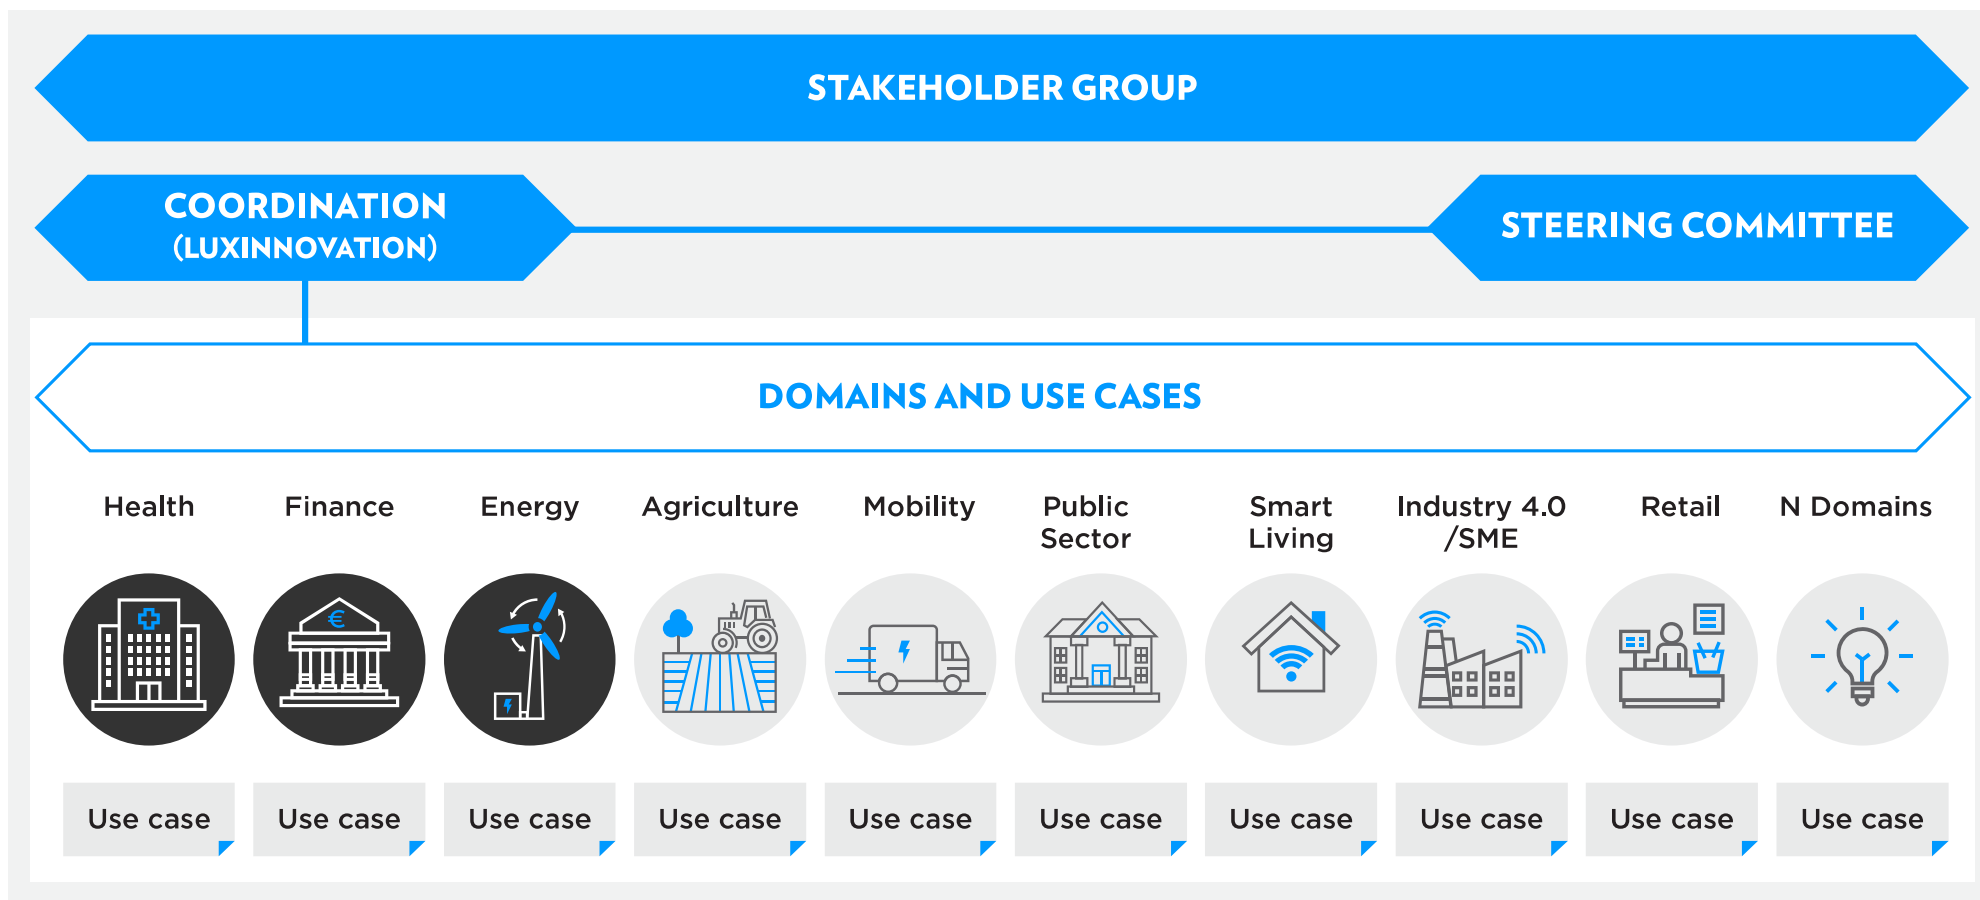 STAKEHOLDER GROUP
COORDINATION
(LUXINNOVATION)
STEERING COMMITTEE
DOMAINS AND USE CASES
Health
Finance
Energy
Agriculture
Mobility
Public
Sector
Smart
Living
Industry 4.0
/SME
Retail
N Domains
€
Use case
Use case
Use case
Use case
Use case
Use case
Use case
Use case
Use case
Use case